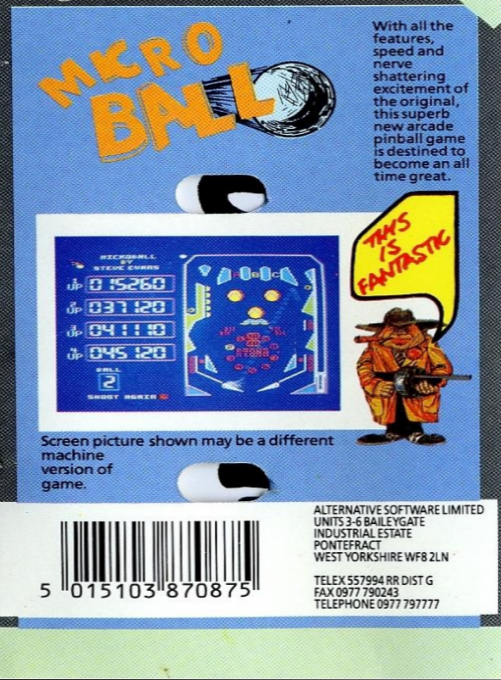 MICRO
BALL
With all the
features,
speed and
nerve
shattering
excitement of
the original,
this superb
new arcade
pinball game
is destined to
become an all
time great.
THIS
IS
FANTASTIC
MICROBALL
BY
STEVE EVANS
UP 015260
UP 037120
UP 041110
UP 045120
BALL
2
SHOOT AGAIN
A B C
Screen picture shown may be a different
machine
version of
game.
ALTERNATIVE SOFTWARE LIMITED
UNITS 3-6 BAILEYGATE
INDUSTRIAL ESTATE
PONTEFRACT
WEST YORKSHIRE WF8 2LN
TELEX 557994 RR DIST G
FAX 0977 790243
TELEPHONE 0977 797777
5 015103 870875